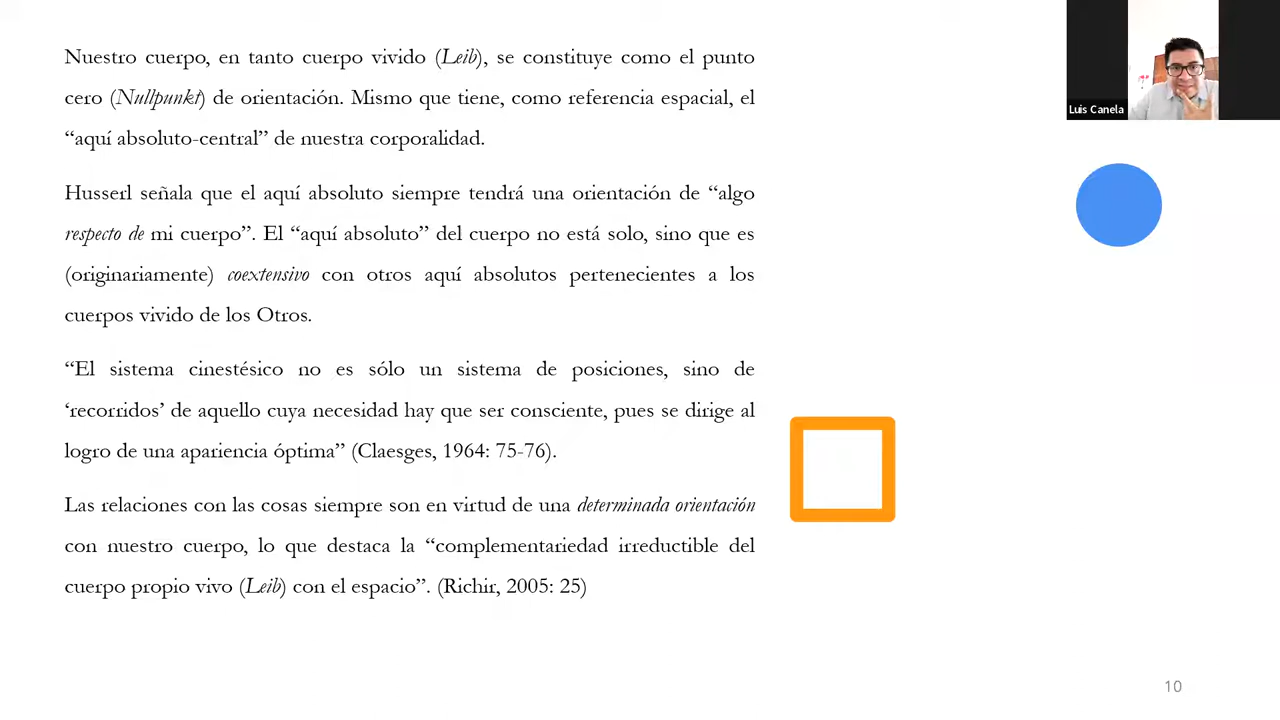 Nuestro cuerpo, en tanto cuerpo vivido (Leib), se constituye como el punto
cero (Nullpunkt) de orientación. Mismo que tiene, como referencia espacial, el
“aquí absoluto-central” de nuestra corporalidad.
Husserl señala que el aquí absoluto siempre tendrá una orientación de “algo
respecto de mi cuerpo”. El “aquí absoluto” del cuerpo no está solo, sino que es
(originariamente) coextensivo con otros aquí absolutos pertenecientes a los
cuerpos vivido de los Otros.
“El sistema cinestésico no es sólo un sistema de posiciones, sino de
‘recorridos’ de aquello cuya necesidad hay que ser consciente, pues se dirige al
logro de una apariencia óptima” (Claesges, 1964: 75-76).
Las relaciones con las cosas siempre son en virtud de una determinada orientación
con nuestro cuerpo, lo que destaca la “complementariedad irreductible del
cuerpo propio vivo (Leib) con el espacio”. (Richir, 2005: 25)
Luis Canela
10